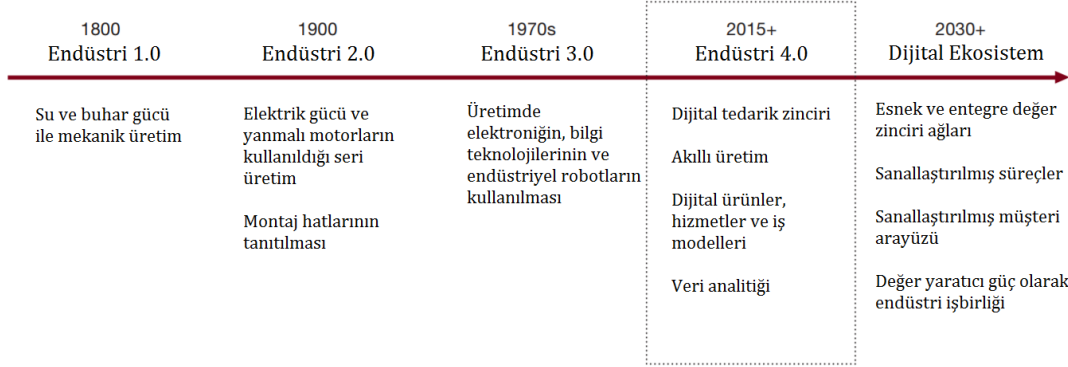 1800
Endüstri 1.0
Su ve buhar gücü
ile mekanik üretim
1900
Endüstri 2.0
Elektrik gücü ve
yanmalı motorların
kullanıldığı seri
üretim
Montaj hatlarının
tanıtılması
1970s
Endüstri 3.0
Üretimde
elektroniğin, bilgi
teknolojilerinin ve
endüstriyel robotların
kullanılması
2015+
Endüstri 4.0
Dijital tedarik zinciri
Akıllı üretim
Dijital ürünler,
hizmetler ve iş
modelleri
Veri analitiği
2030+
Dijital Ekosistem
Esnek ve entegre değer
zinciri ağları
Sanallaştırılmış süreçler
Sanallaştırılmış müşteri
arayüzü
Değer yaratıcı güç olarak
endüstri işbirliği